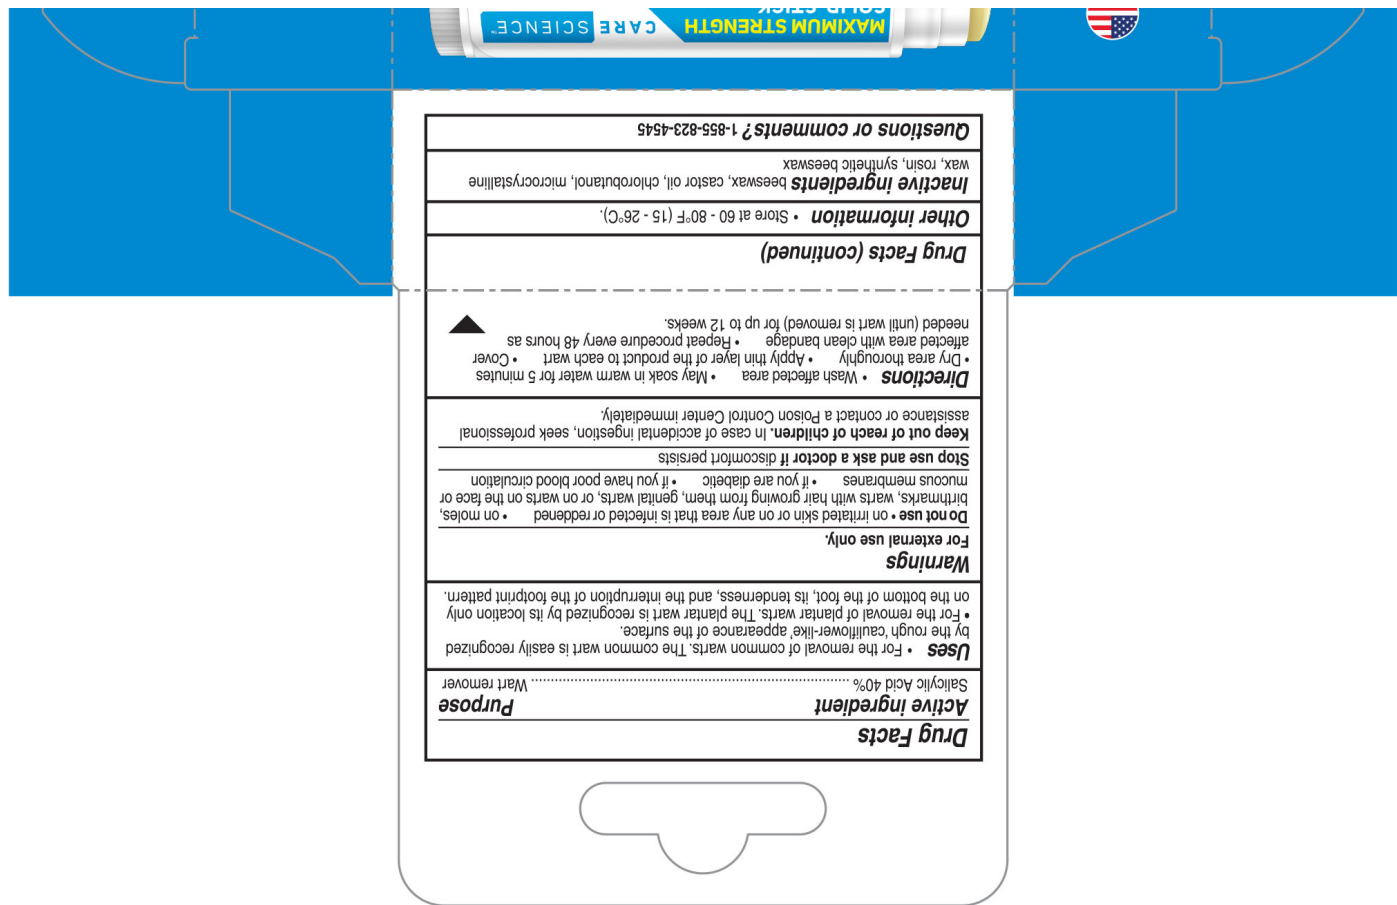 Drug Facts
Active ingredient Purpose
Salicylic Acid 40% ................................................................................ Wart remover
Uses • For the removal of common warts. The common wart is easily recognized
by the rough 'cauliflower-like' appearance of the surface.
• For the removal of plantar warts. The plantar wart is recognized by its location only
on the bottom of the foot, its tenderness, and the interruption of the footprint pattern.
Warnings
For external use only.
Do not use • on irritated skin or on any area that is infected or reddened • on moles,
birthmarks, warts with hair growing from them, genital warts, or on warts on the face or
mucous membranes • if you are diabetic • if you have poor blood circulation
Stop use and ask a doctor if discomfort persists
Keep out of reach of children. In case of accidental ingestion, seek professional
assistance or contact a Poison Control Center immediately.
Directions • Wash affected area • May soak in warm water for 5 minutes
• Dry area thoroughly • Apply thin layer of the product to each wart • Cover
affected area with clean bandage • Repeat procedure every 48 hours as
needed (until wart is removed) for up to 12 weeks.
Drug Facts (continued)
Other information • Store at 60 - 80°F (15 - 26°C).
Inactive ingredients beeswax, castor oil, chlorobutanol, microcrystalline
wax, rosin, synthetic beeswax
Questions or comments? 1-855-823-4545
SOLID STICK
MAXIMUM STRENGTH CARE SCIENCE™